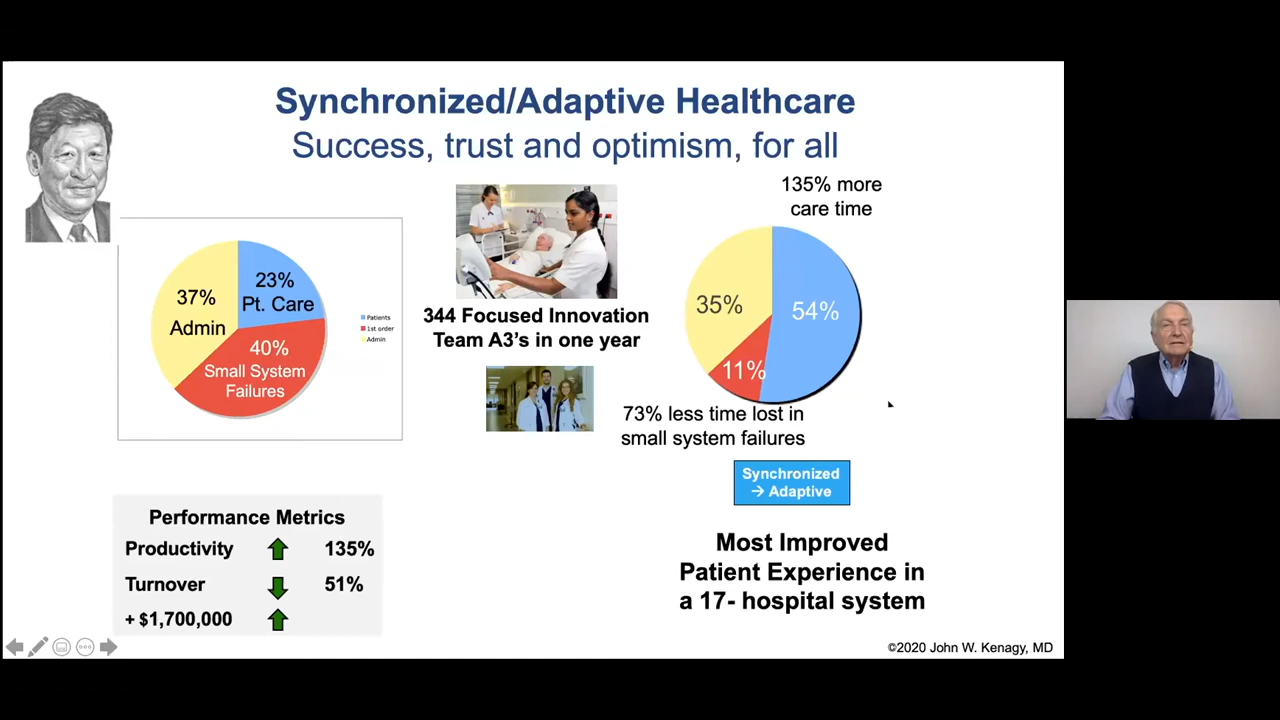 Synchronized/Adaptive Healthcare
Success, trust and optimism, for all
37%
Admin
23%
Pt. Care
40%
Small System
Failures
Patients
1st order
Admin
344 Focused Innovation
Team A3's in one year
135% more
care time
35%
54%
11%
73% less time lost in
small system failures
Synchronized
→ Adaptive
Performance Metrics
Productivity 135%
Turnover 51%
+ $1,700,000
Most Improved
Patient Experience in
a 17- hospital system
©2020 John W. Kenagy, MD